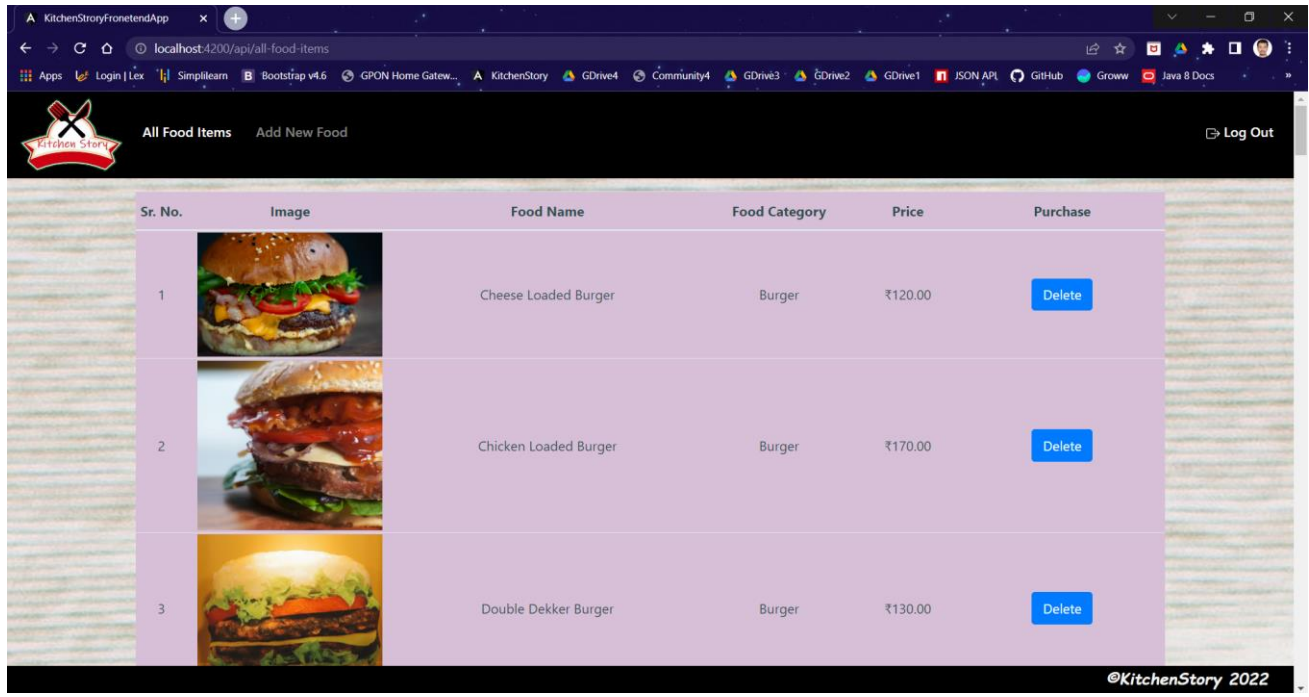 KitchenStroryFronetendApp
localhost:4200/api/all-food-items
Apps Login | Lex Simplilearn Bootstrap v4.6 GPON Home Gatew... KitchenStory GDrive4 Community4 GDrive3 GDrive2 GDrive1 JSON API, GitHub Groww Java 8 Docs »
Kitchen Story All Food Items Add New Food Log Out
Sr. No. Image Food Name Food Category Price Purchase
1 Cheese Loaded Burger Burger ₹120.00 Delete
2 Chicken Loaded Burger Burger ₹170.00 Delete
3 Double Dekker Burger Burger ₹130.00 Delete
©KitchenStory 2022